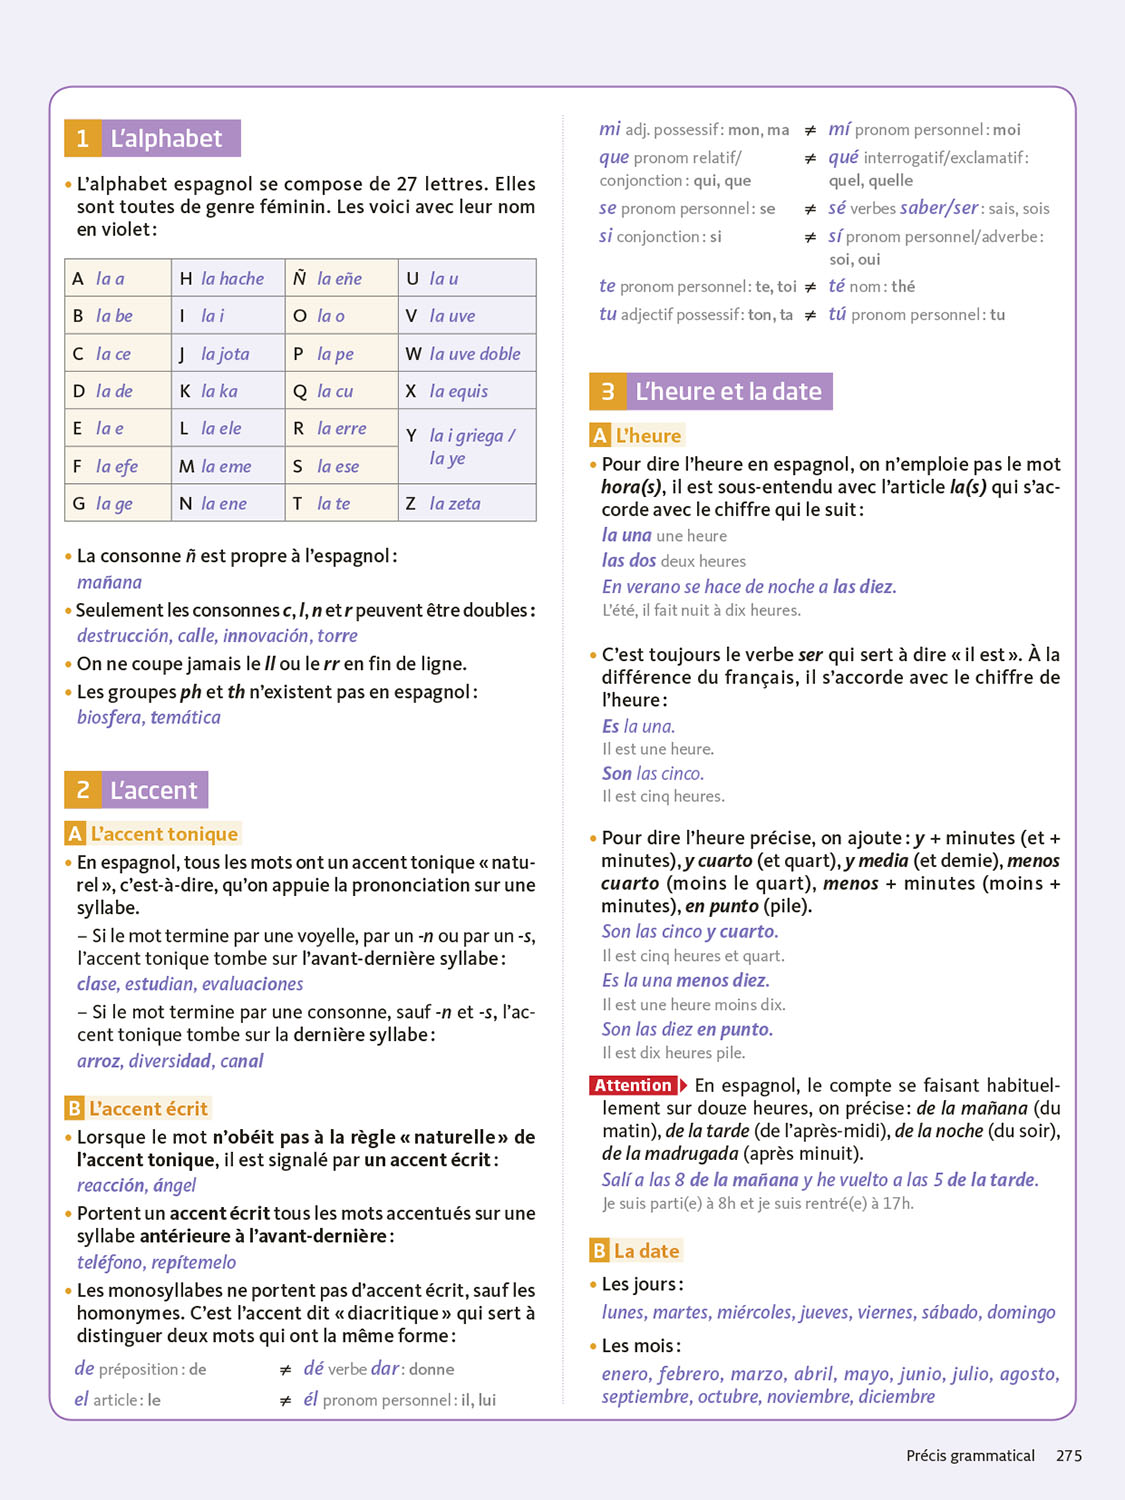 1 L'alphabet
• L'alphabet espagnol se compose de 27 lettres. Elles
sont toutes de genre féminin. Les voici avec leur nom
en violet :
A la a H la hache Ñ la eñe U la u
B la be I la i O la o V la uve
C la ce J la jota P la pe W la uve doble
D la de K la ka Q la cu X la equis
E la e L la ele R la erre Y la i griega /
la ye
F la efe M la eme S la ese
G la ge N la ene T la te Z la zeta
• La consonne ñ est propre à l'espagnol :
mañana
• Seulement les consonnes c, l, n et r peuvent être doubles :
destrucción, calle, innovación, torre
• On ne coupe jamais le ll ou le rr en fin de ligne.
• Les groupes ph et th n'existent pas en espagnol :
biosfera, temática
2 L'accent
A L'accent tonique
• En espagnol, tous les mots ont un accent tonique « natu-
rel », c'est-à-dire, qu'on appuie la prononciation sur une
syllabe.
– Si le mot termine par une voyelle, par un -n ou par un -s,
l'accent tonique tombe sur l'avant-dernière syllabe :
clase, estudian, evaluaciones
– Si le mot termine par une consonne, sauf -n et -s, l'ac-
cent tonique tombe sur la dernière syllabe :
arroz, diversidad, canal
B L'accent écrit
• Lorsque le mot n'obéit pas à la règle « naturelle » de
l'accent tonique, il est signalé par un accent écrit :
reacción, ángel
• Portent un accent écrit tous les mots accentués sur une
syllabe antérieure à l'avant-dernière :
teléfono, repítemelo
• Les monosyllabes ne portent pas d'accent écrit, sauf les
homonymes. C'est l'accent dit « diacritique » qui sert à
distinguer deux mots qui ont la même forme :
de préposition : de ≠ dé verbe dar : donne
el article : le ≠ él pronom personnel : il, lui
mi adj. possessif : mon, ma ≠ mí pronom personnel : moi
que pronom relatif/ ≠ qué interrogatif/exclamatif :
conjonction : qui, que quel, quelle
se pronom personnel : se ≠ sé verbes saber/ser : sais, sois
si conjonction : si ≠ sí pronom personnel/adverbe :
soi, oui
te pronom personnel : te, toi ≠ té nom : thé
tu adjectif possessif : ton, ta ≠ tú pronom personnel : tu
3 L'heure et la date
A L'heure
• Pour dire l'heure en espagnol, on n'emploie pas le mot
hora(s), il est sous-entendu avec l'article la(s) qui s'ac-
corde avec le chiffre qui le suit :
la una une heure
las dos deux heures
En verano se hace de noche a las diez.
L'été, il fait nuit à dix heures.
• C'est toujours le verbe ser qui sert à dire « il est ». À la
différence du français, il s'accorde avec le chiffre de
l'heure :
Es la una.
Il est une heure.
Son las cinco.
Il est cinq heures.
• Pour dire l'heure précise, on ajoute : y + minutes (et +
minutes), y cuarto (et quart), y media (et demie), menos
cuarto (moins le quart), menos + minutes (moins +
minutes), en punto (pile).
Son las cinco y cuarto.
Il est cinq heures et quart.
Es la una menos diez.
Il est une heure moins dix.
Son las diez en punto.
Il est dix heures pile.
Attention En espagnol, le compte se faisant habituel-
lement sur douze heures, on précise : de la mañana (du
matin), de la tarde (de l'après-midi), de la noche (du soir),
de la madrugada (après minuit).
Salí a las 8 de la mañana y he vuelto a las 5 de la tarde.
Je suis parti(e) à 8h et je suis rentré(e) à 17h.
B La date
• Les jours :
lunes, martes, miércoles, jueves, viernes, sábado, domingo
• Les mois :
enero, febrero, marzo, abril, mayo, junio, julio, agosto,
septiembre, octubre, noviembre, diciembre
Précis grammatical 275